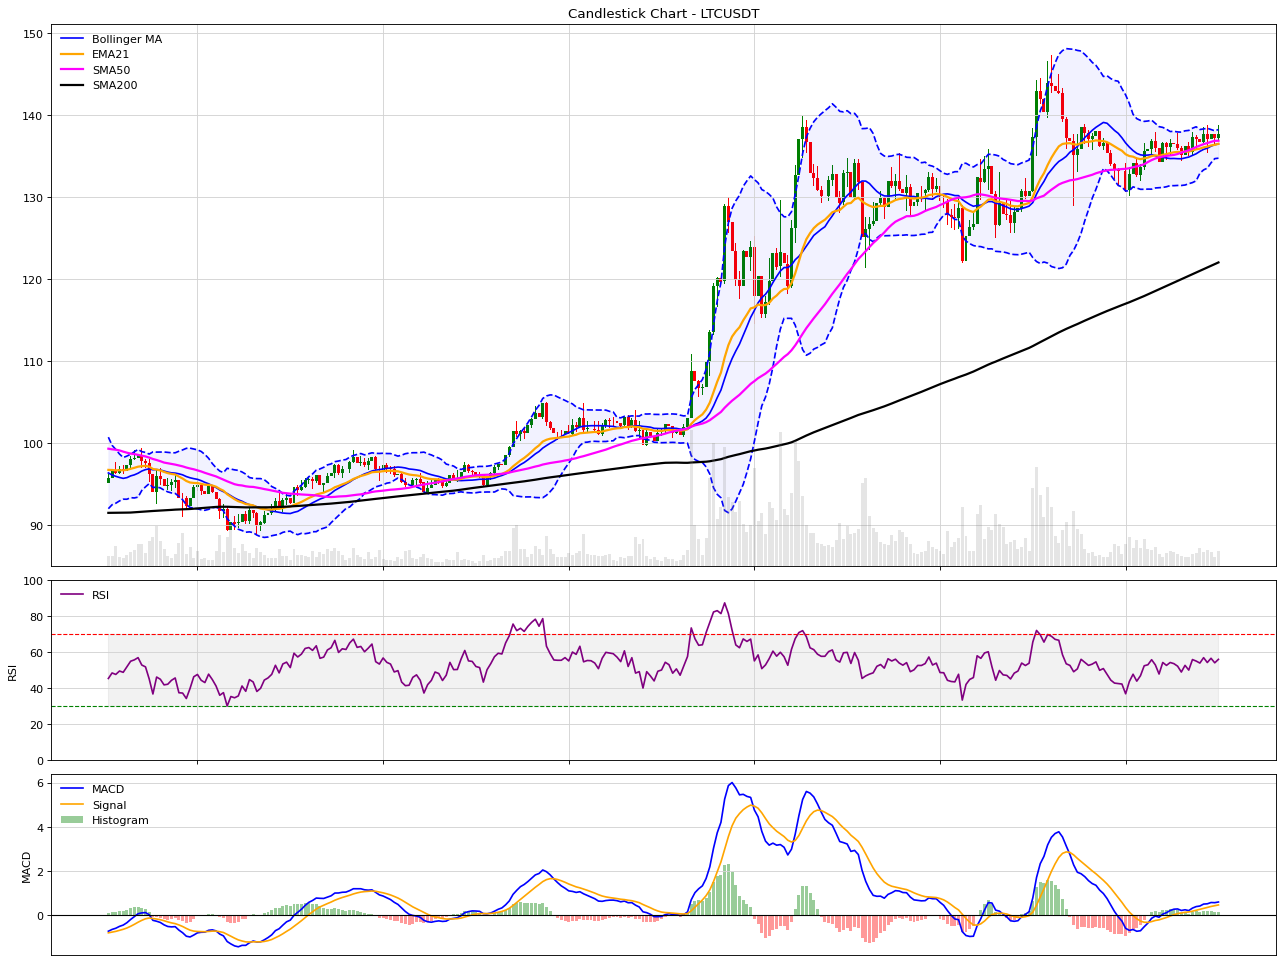 Candlestick Chart - LTCUSDT
150
140
130
120
110
100
90
Bollinger MA
EMA21
SMA50
SMA200
100
80
60
40
20
0
RSI
RSI
6
4
2
0
MACD
MACD
Signal
Histogram